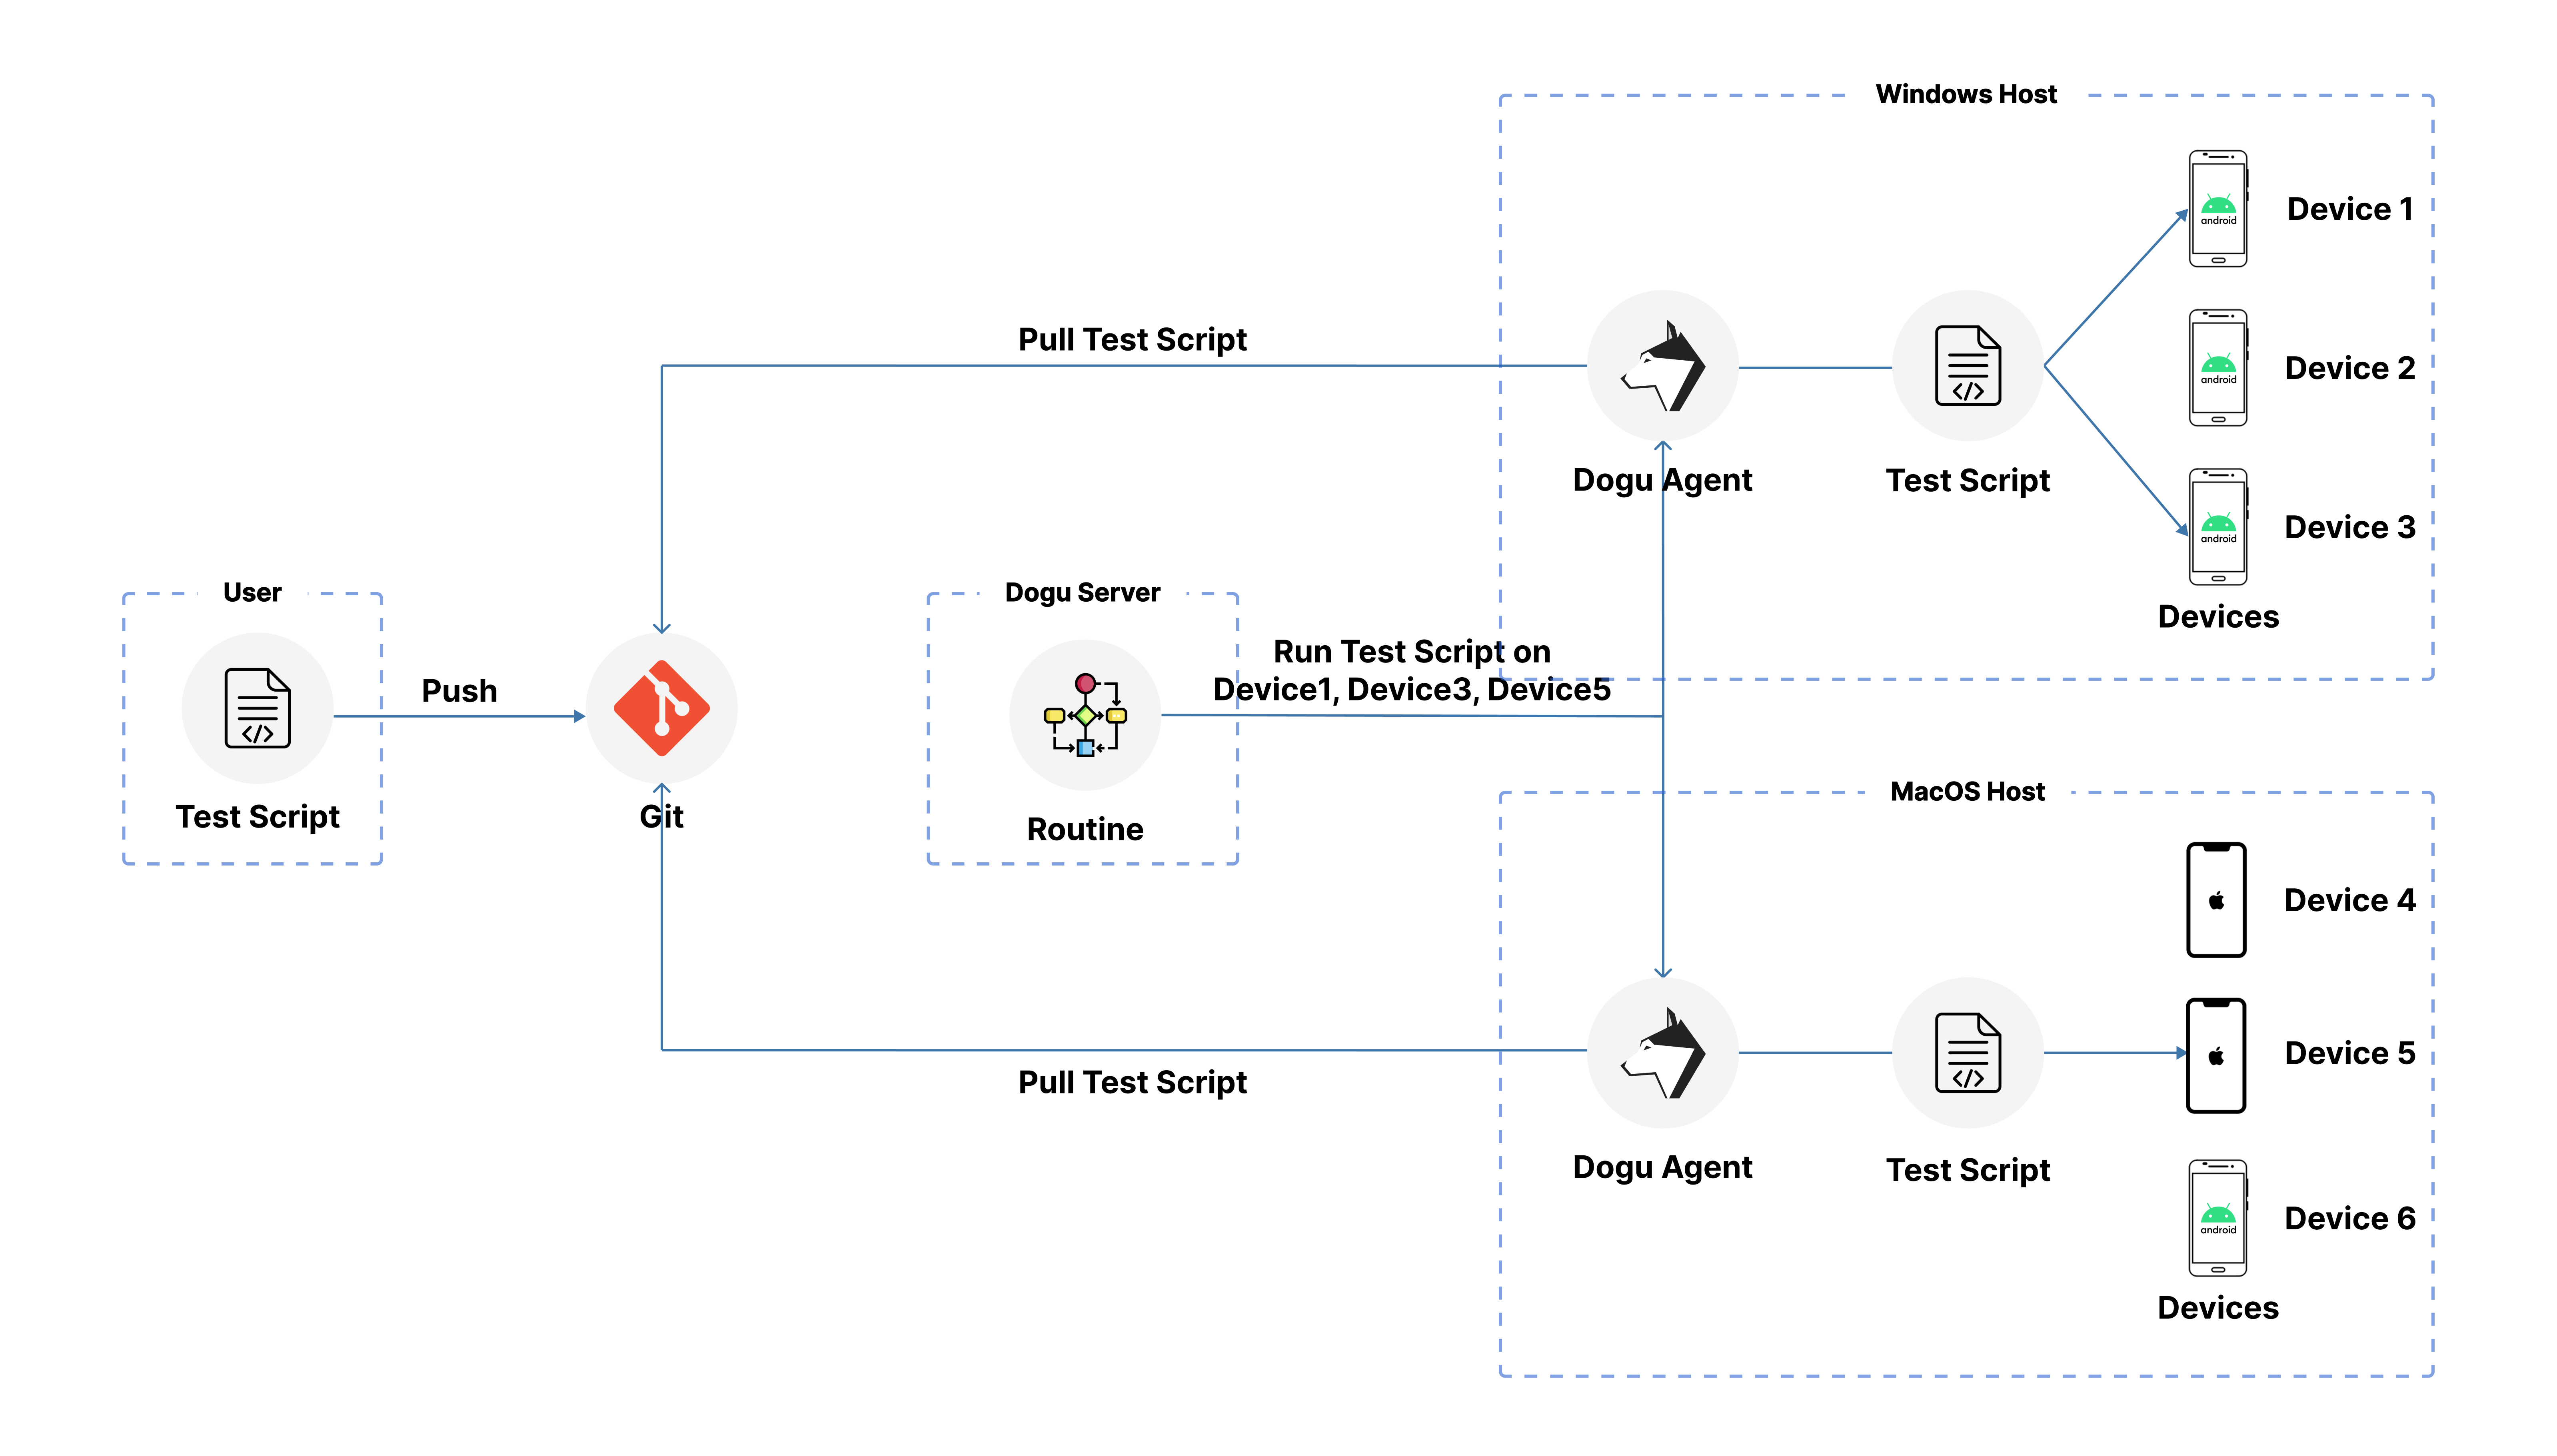 Windows Host
android
Device 1
android
Device 2
android
Device 3
Devices
Pull Test Script
Dogu Agent
Test Script
User
Test Script
Push
Git
Dogu Server
Routine
Run Test Script on
Device1, Device3, Device5
MacOS Host
Device 4
Device 5
android
Device 6
Devices
Pull Test Script
Dogu Agent
Test Script